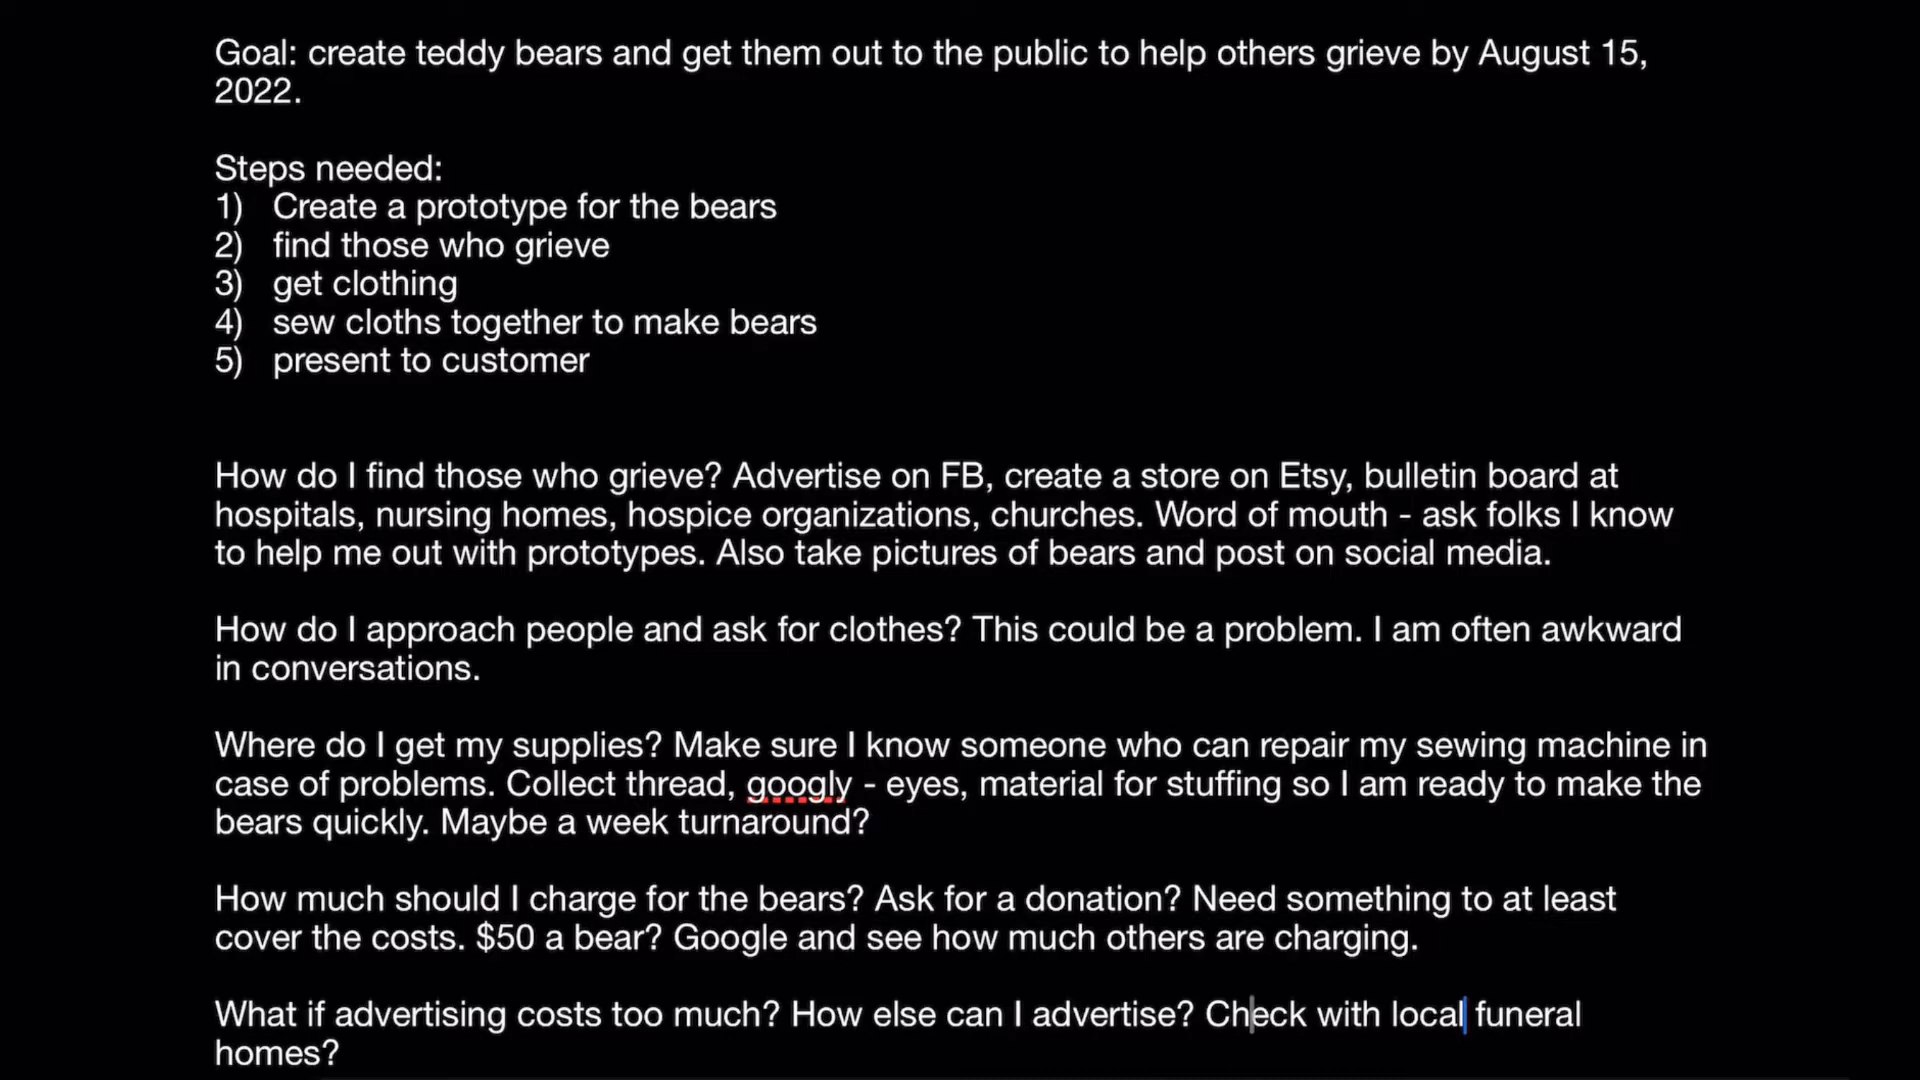 Goal: create teddy bears and get them out to the public to help others grieve by August 15,
2022.
Steps needed:
1) Create a prototype for the bears
2) find those who grieve
3) get clothing
4) sew cloths together to make bears
5) present to customer
How do I find those who grieve? Advertise on FB, create a store on Etsy, bulletin board at
hospitals, nursing homes, hospice organizations, churches. Word of mouth - ask folks I know
to help me out with prototypes. Also take pictures of bears and post on social media.
How do I approach people and ask for clothes? This could be a problem. I am often awkward
in conversations.
Where do I get my supplies? Make sure I know someone who can repair my sewing machine in
case of problems. Collect thread, googly - eyes, material for stuffing so I am ready to make the
bears quickly. Maybe a week turnaround?
How much should I charge for the bears? Ask for a donation? Need something to at least
cover the costs. $50 a bear? Google and see how much others are charging.
What if advertising costs too much? How else can I advertise? Check with local funeral
homes?